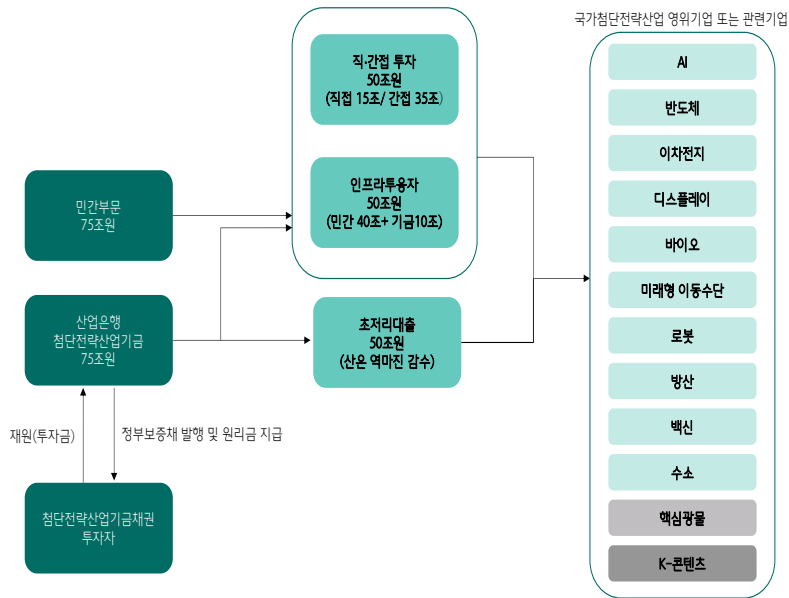 국가첨단전략산업 영위기업 또는 관련기업
직·간접 투자
50조원
(직접 15조/ 간접 35조)
인프라투융자
50조원
(민간 40조+ 기금10조)
초저리대출
50조원
(산은 역마진 감수)
민간부문
75조원
산업은행
첨단전략산업기금
75조원
재원(투자금)
정부보증채 발행 및 원리금 지급
첨단전략산업기금채권
투자자
AI
반도체
이차전지
디스플레이
바이오
미래형 이동수단
로봇
방산
백신
수소
핵심광물
K-콘텐츠